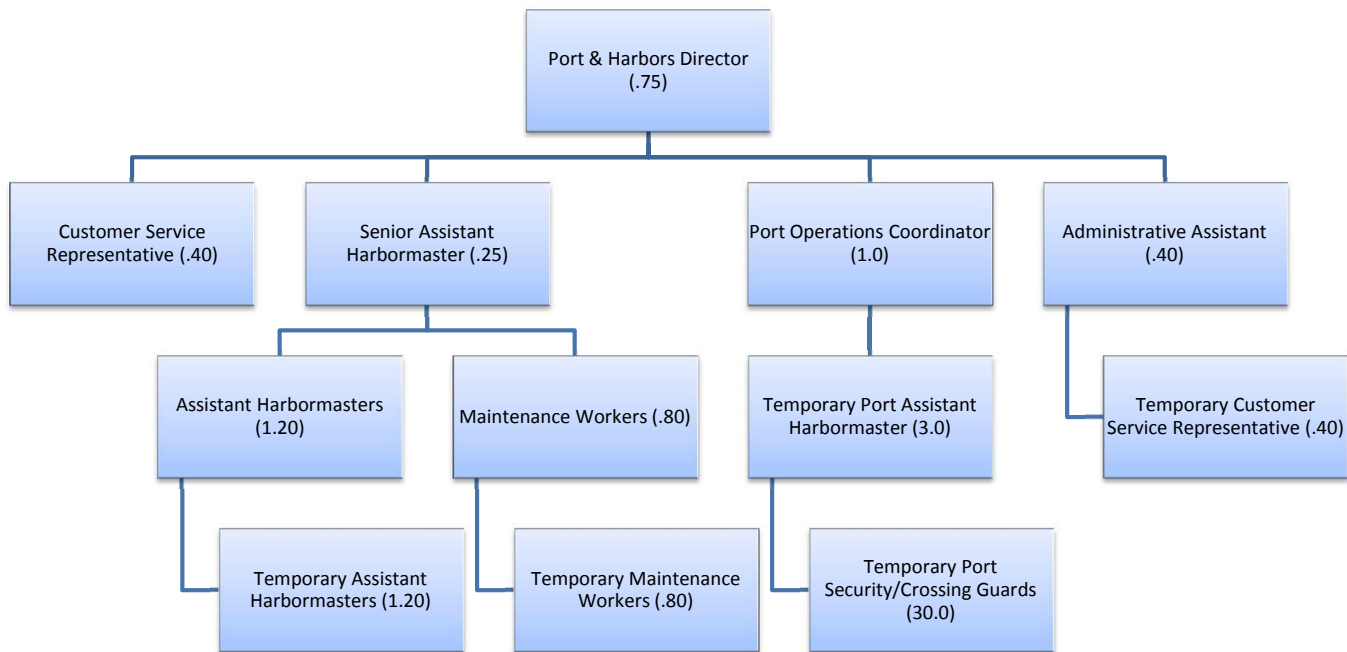 Port & Harbors Director
(.75)
Customer Service
Representative (.40)
Senior Assistant
Harbormaster (.25)
Port Operations Coordinator
(1.0)
Administrative Assistant
(.40)
Assistant Harbormasters
(1.20)
Maintenance Workers (.80)
Temporary Port Assistant
Harbormaster (3.0)
Temporary Customer
Service Representative (.40)
Temporary Assistant
Harbormasters (1.20)
Temporary Maintenance
Workers (.80)
Temporary Port
Security/Crossing Guards
(30.0)